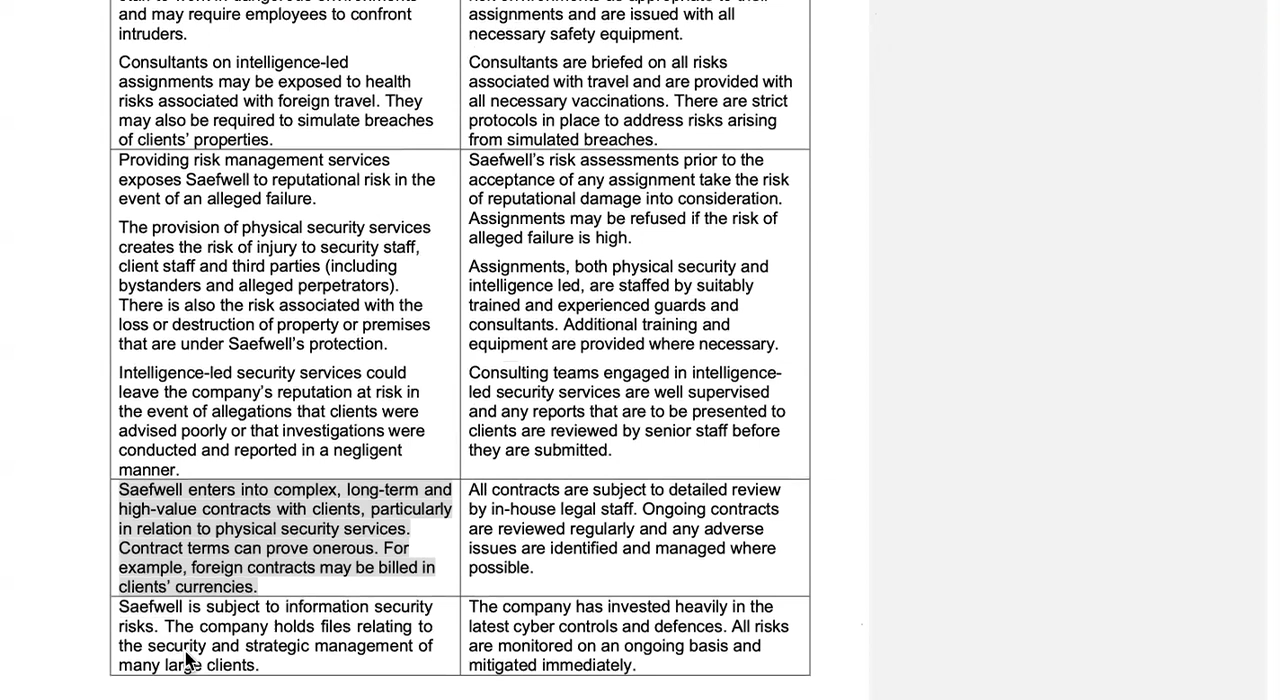 and may require employees to confront
intruders.
Consultants on intelligence-led
assignments may be exposed to health
risks associated with foreign travel. They
may also be required to simulate breaches
of clients’ properties.
necessary safety equipment.
Consultants are briefed on all risks
associated with travel and are provided with
all necessary vaccinations. There are strict
protocols in place to address risks arising
from simulated breaches.
Providing risk management services
exposes Saefwell to reputational risk in the
event of an alleged failure.
The provision of physical security services
creates the risk of injury to security staff,
client staff and third parties (including
bystanders and alleged perpetrators).
There is also the risk associated with the
loss or destruction of property or premises
that are under Saefwell’s protection.
Intelligence-led security services could
leave the company’s reputation at risk in
the event of allegations that clients were
advised poorly or that investigations were
conducted and reported in a negligent
manner.
Saefwell’s risk assessments prior to the
acceptance of any assignment take the risk
of reputational damage into consideration.
Assignments may be refused if the risk of
alleged failure is high.
Assignments, both physical security and
intelligence led, are staffed by suitably
trained and experienced guards and
consultants. Additional training and
equipment are provided where necessary.
Consulting teams engaged in intelligence-
led security services are well supervised
and any reports that are to be presented to
clients are reviewed by senior staff before
they are submitted.
Saefwell enters into complex, long-term and
high-value contracts with clients, particularly
in relation to physical security services.
Contract terms can prove onerous. For
example, foreign contracts may be billed in
clients’ currencies.
All contracts are subject to detailed review
by in-house legal staff. Ongoing contracts
are reviewed regularly and any adverse
issues are identified and managed where
possible.
Saefwell is subject to information security
risks. The company holds files relating to
the security and strategic management of
many large clients.
The company has invested heavily in the
latest cyber controls and defences. All risks
are monitored on an ongoing basis and
mitigated immediately.